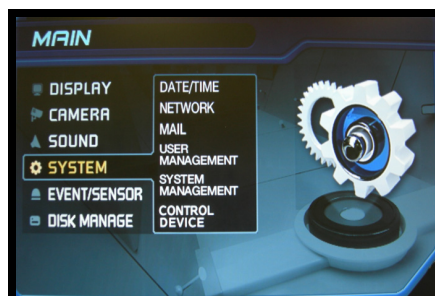 MAIN
DISPLAY
CAMERA
SOUND
SYSTEM
EVENT/SENSOR
DISK MANAGE
DATE/TIME
NETWORK
MAIL
USER
MANAGEMENT
SYSTEM
MANAGEMENT
CONTROL
DEVICE